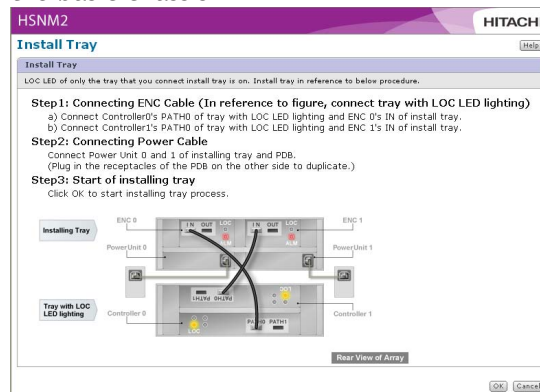 HSNM2
HITACHI
Install Tray
Help
Install Tray
LOC LED of only the tray that you connect install tray is on. Install tray in reference to below procedure.
Step1: Connecting ENC Cable (In reference to figure, connect tray with LOC LED lighting)
a) Connect Controller0's PATH0 of tray with LOC LED lighting and ENC 0's IN of install tray.
b) Connect Controller1's PATH0 of tray with LOC LED lighting and ENC 1's IN of install tray.
Step2: Connecting Power Cable
Connect Power Unit 0 and 1 of installing tray and PDB.
(Plug in the receptacles of the PDB on the other side to duplicate.)
Step3: Start of installing tray
Click OK to start installing tray process.
ENC 0
IN OUT LOC
IN OUT LOC
ENC 1
Installing Tray
ALM
ALM
PowerUnit 0
PowerUnit 1
PATH1 PATH0
LOC
Tray with LOC
LED lighting
Controller 0
LOC
PATH0 PATH1
Controller 1
Rear View of Array
OK
Cancel